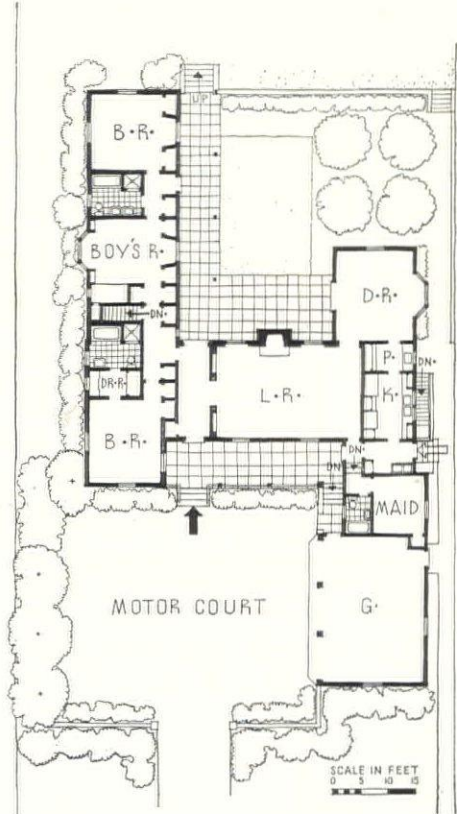 UP
B·R·
BOY'S R·
DN·
D·R·
P·
DN·
K·
L·R·
DR·R·
B·R·
DN·
DN·
MAID
MOTOR COURT
G·
SCALE IN FEET
0 5 10 15